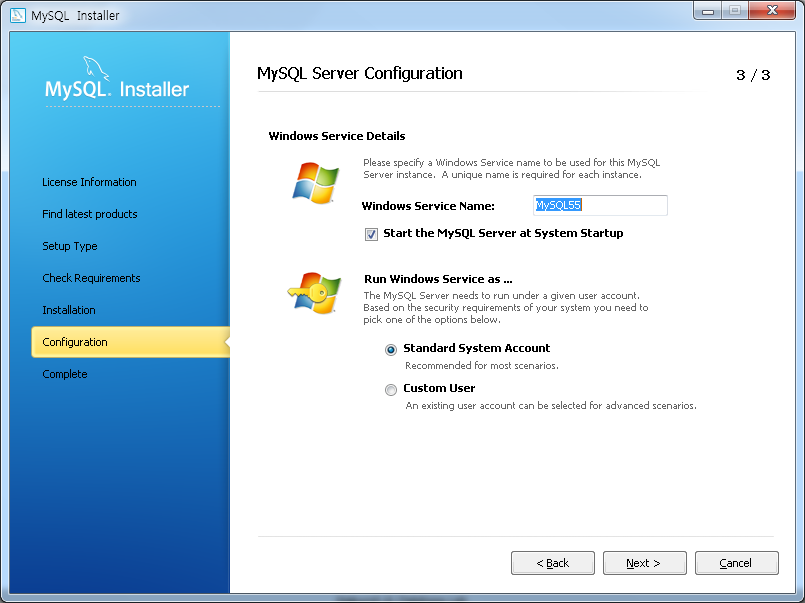 MySQL Installer
MySQL. Installer
License Information
Find latest products
Setup Type
Check Requirements
Installation
Configuration
Complete
MySQL Server Configuration
3 / 3
Windows Service Details
Please specify a Windows Service name to be used for this MySQL
Server instance. A unique name is required for each instance.
Windows Service Name:
MySQL55
Start the MySQL Server at System Startup
Run Windows Service as ...
The MySQL Server needs to run under a given user account.
Based on the security requirements of your system you need to
pick one of the options below.
Standard System Account
Recommended for most scenarios.
Custom User
An existing user account can be selected for advanced scenarios.
< Back
Next >
Cancel